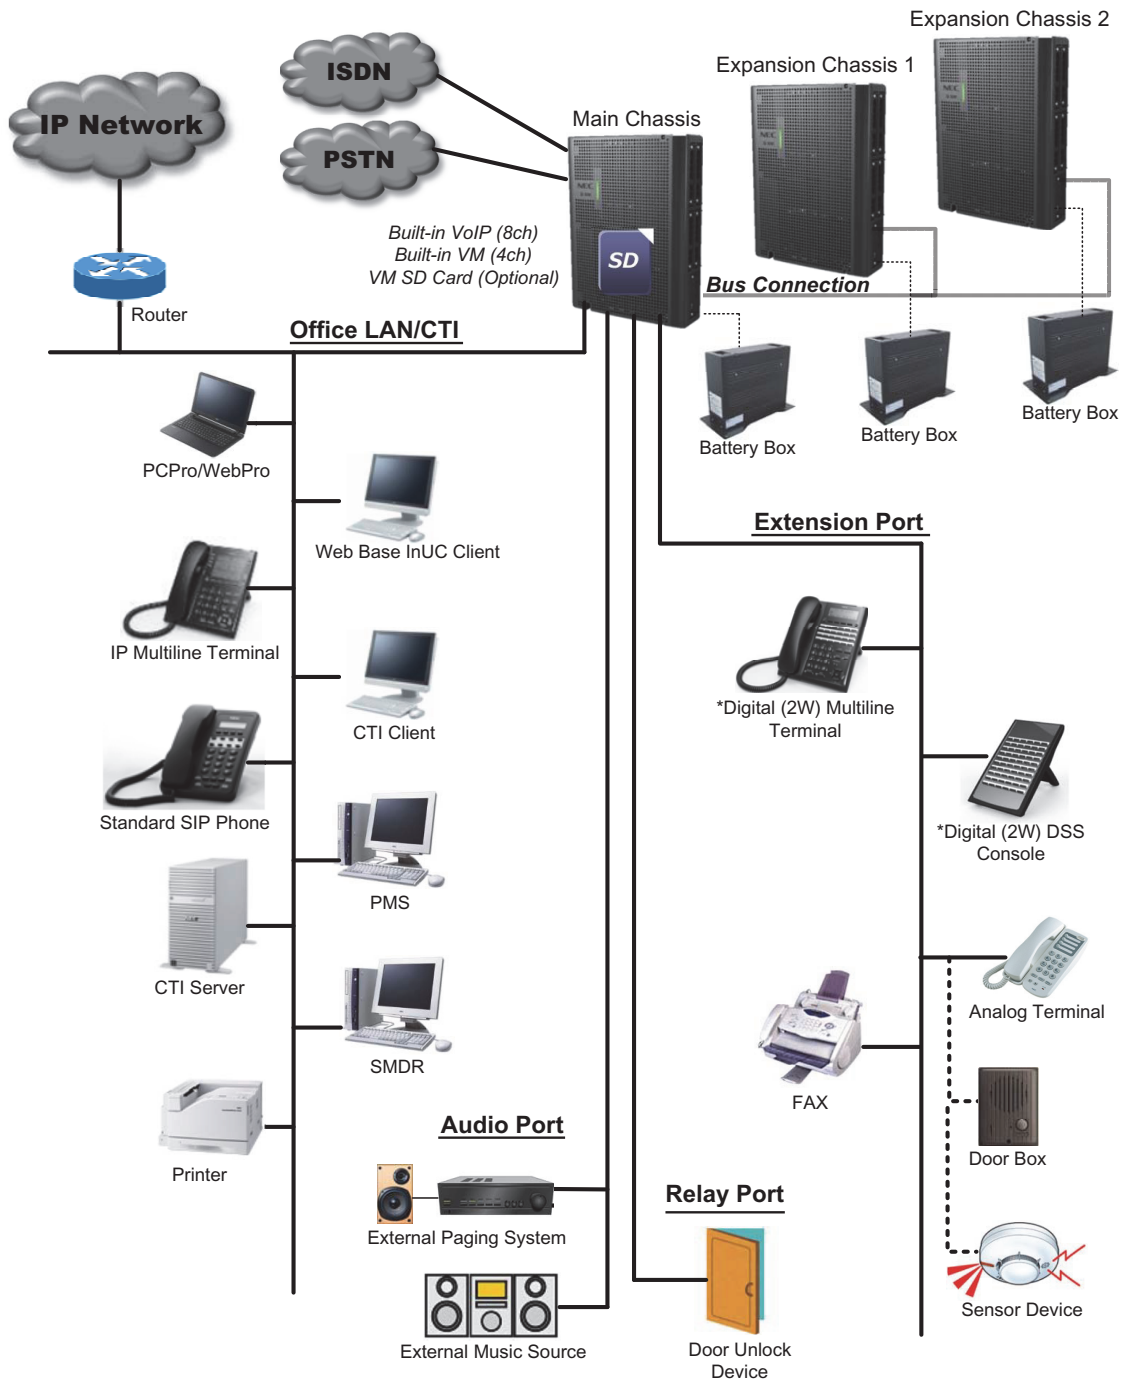 Expansion Chassis 2
Expansion Chassis 1
Main Chassis
ISDN
IP Network
PSTN
NEC
NEC
NEC
Built-in VoIP (8ch)
Built-in VM (4ch)
VM SD Card (Optional)
SD
Bus Connection
Router
Office LAN/CTI
Battery Box
Battery Box
Battery Box
PCPro/WebPro
Web Base InUC Client
Extension Port
IP Multiline Terminal
*Digital (2W) Multiline
Terminal
CTI Client
Standard SIP Phone
*Digital (2W) DSS
Console
PMS
CTI Server
Analog Terminal
SMDR
FAX
Audio Port
Door Box
Printer
Relay Port
External Paging System
Sensor Device
External Music Source
Door Unlock
Device